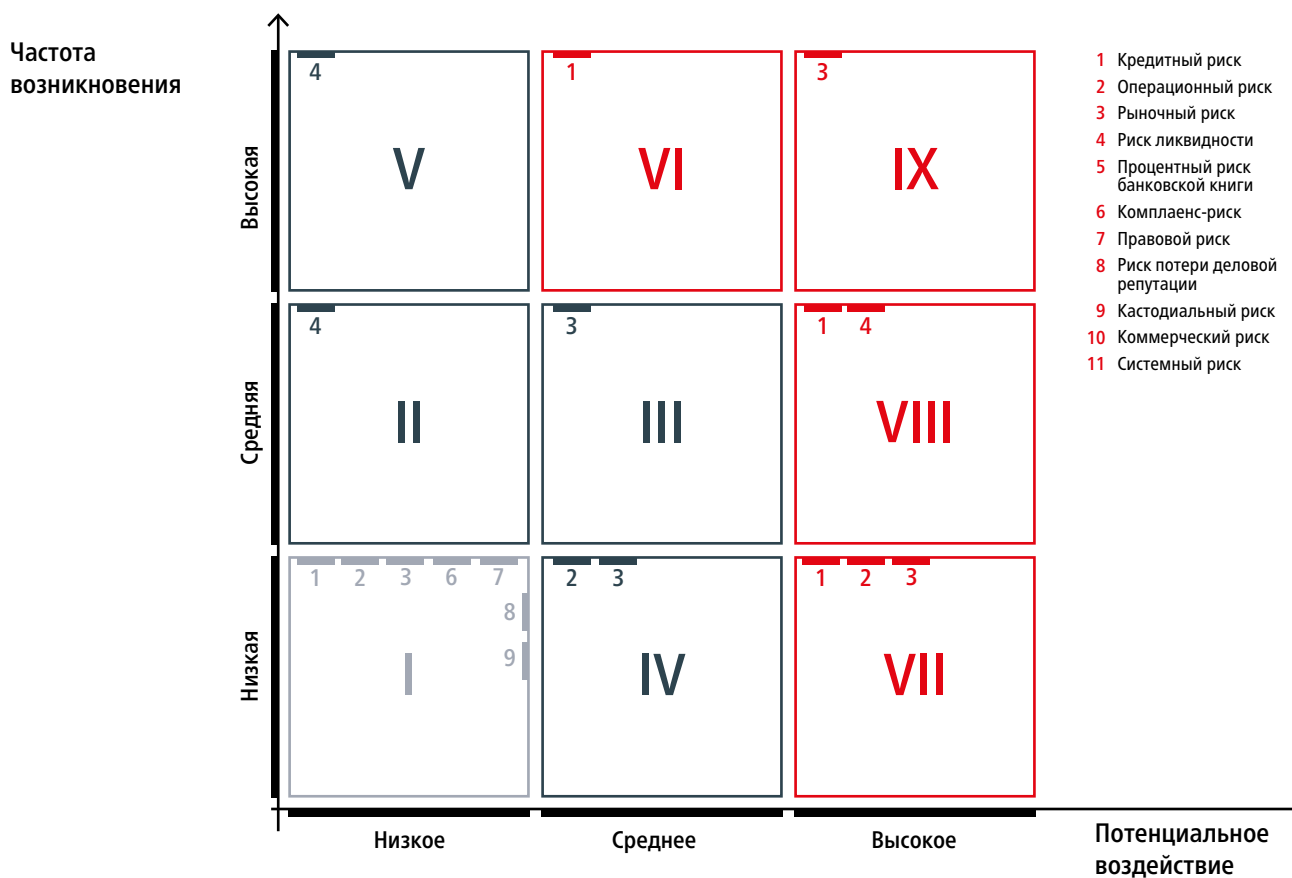 Частота
возникновения
Высокая
4
V
1
VI
3
IX
Средняя
4
II
3
III
1 4
VIII
Низкая
1 2 3 6 7
8
9
I
2 3
IV
1 2 3
VII
Низкое
Среднее
Высокое
Потенциальное
воздействие
1 Кредитный риск
2 Операционный риск
3 Рыночный риск
4 Риск ликвидности
5 Процентный риск
банковской книги
6 Комплаенс-риск
7 Правовой риск
8 Риск потери деловой
репутации
9 Кастодиальный риск
10 Коммерческий риск
11 Системный риск